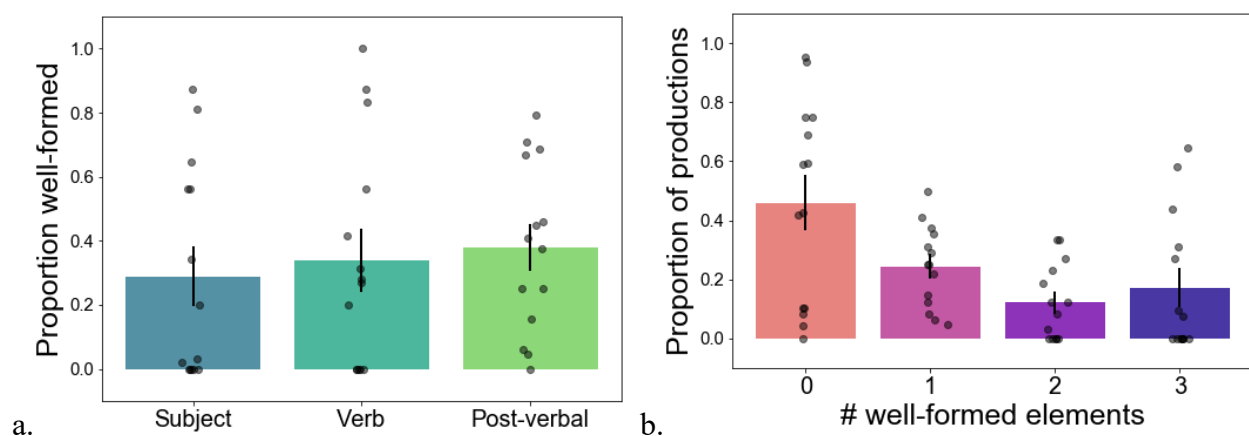 Proportion well-formed
1.0
0.8
0.6
0.4
0.2
0.0
Subject Verb Post-verbal
a.
Proportion of productions
1.0
0.8
0.6
0.4
0.2
0.0
0 1 2 3
# well-formed elements
b.